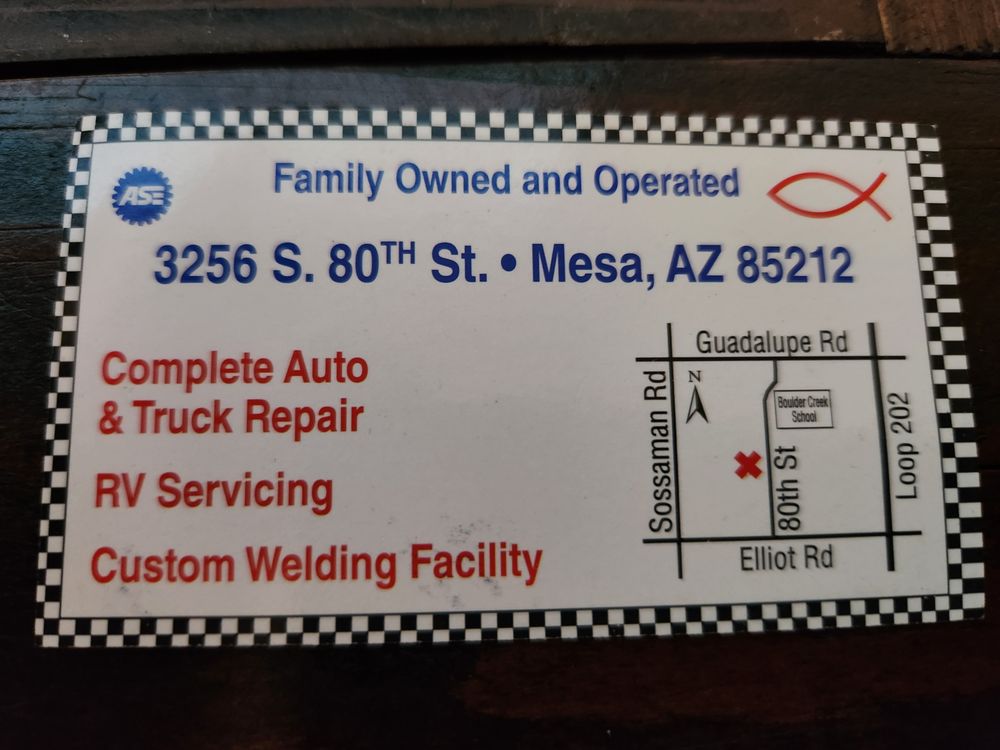 ASE
Family Owned and Operated
3256 S. 80TH St. • Mesa, AZ 85212
Complete Auto
& Truck Repair
RV Servicing
Custom Welding Facility
Guadalupe Rd
N
Boulder Creek
School
Sossaman Rd
80th St
Loop 202
Elliot Rd